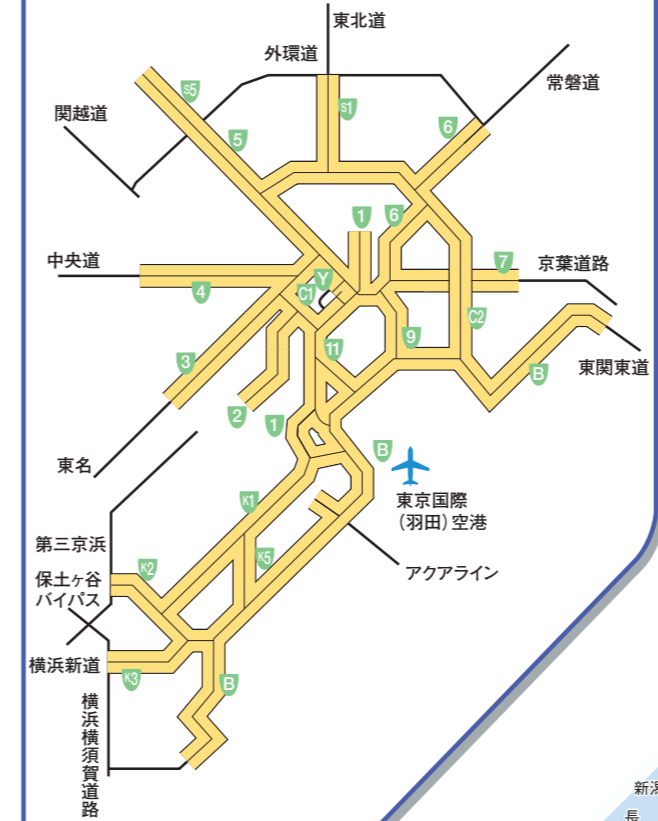 東北道
外環道
常磐道
関越道
S5
S1
5
6
6
1
中央道
7
京葉道路
Y
C1
4
C2
11
9
3
東関東道
B
2
1
B
東名
東京国際
(羽田)空港
K1
第三京浜
アクアライン
K5
K2
保土ヶ谷
バイパス
横浜新道
K3
B
横浜横須賀道路
長